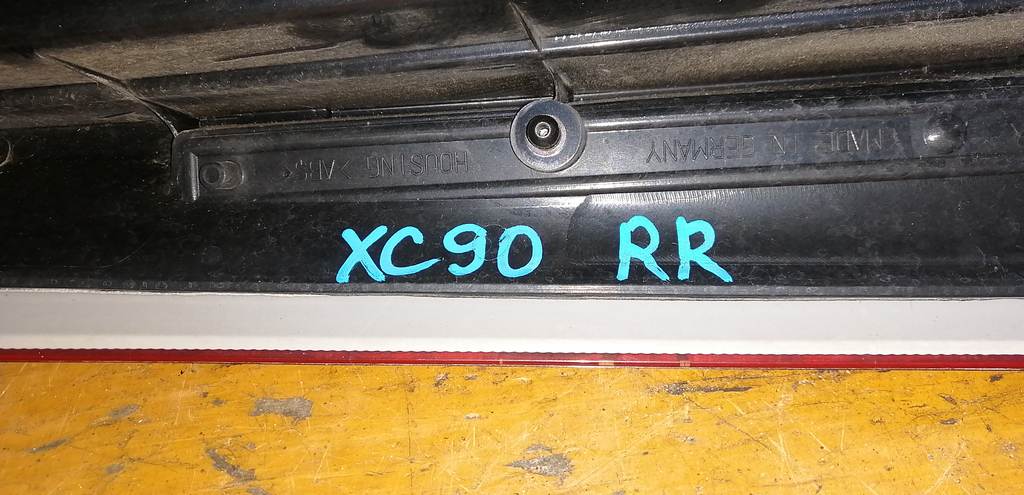 XC90 RR
MADE IN GERMANY
HOUSING >ABS<